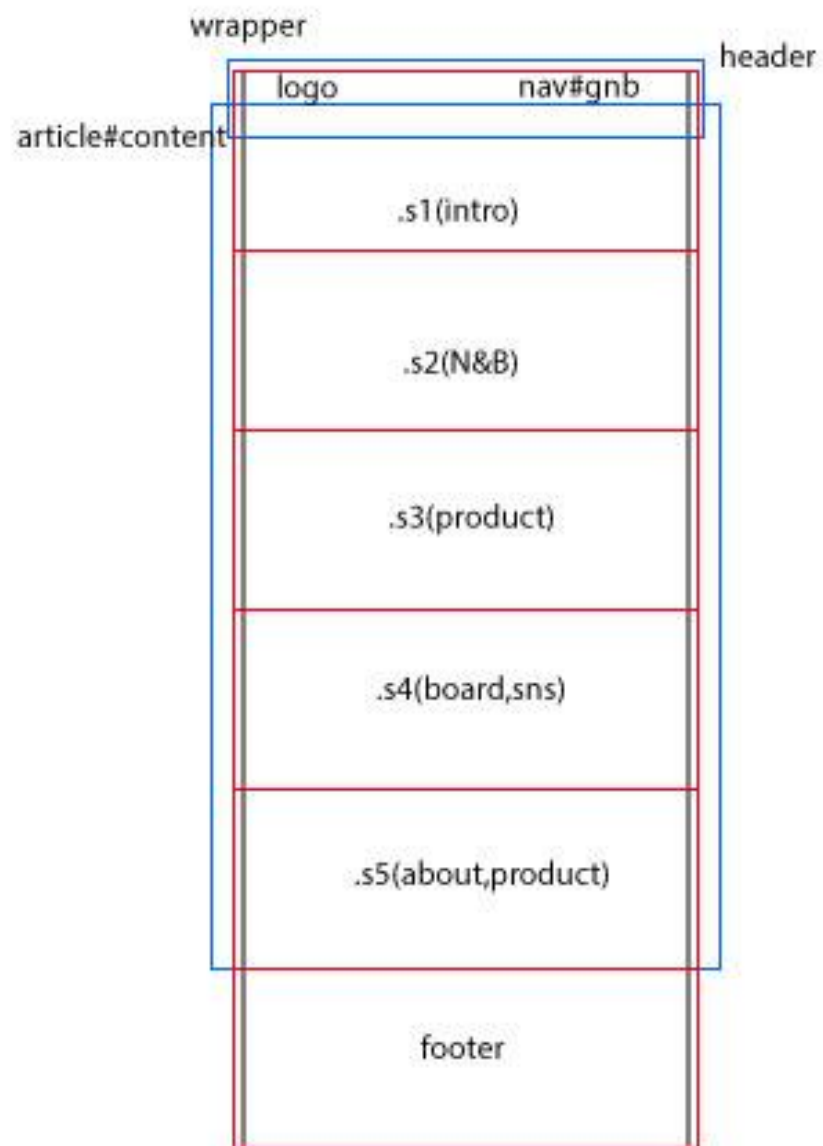 wrapper
header
logo nav#gnb
article#content
.s1(intro)
.s2(N&B)
.s3(product)
.s4(board,sns)
.s5(about,product)
footer